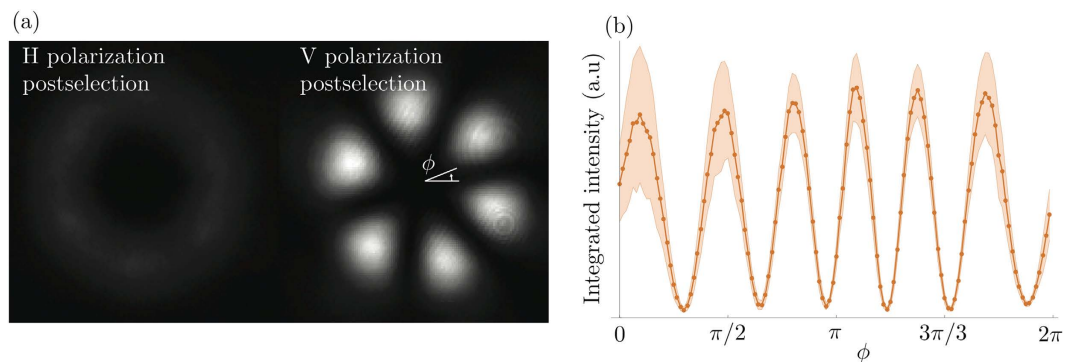 (a)
H polarization
postselection
V polarization
postselection
ϕ
(b)
Integrated intensity (a.u)
0
π/2
π
3π/3
2π
ϕ